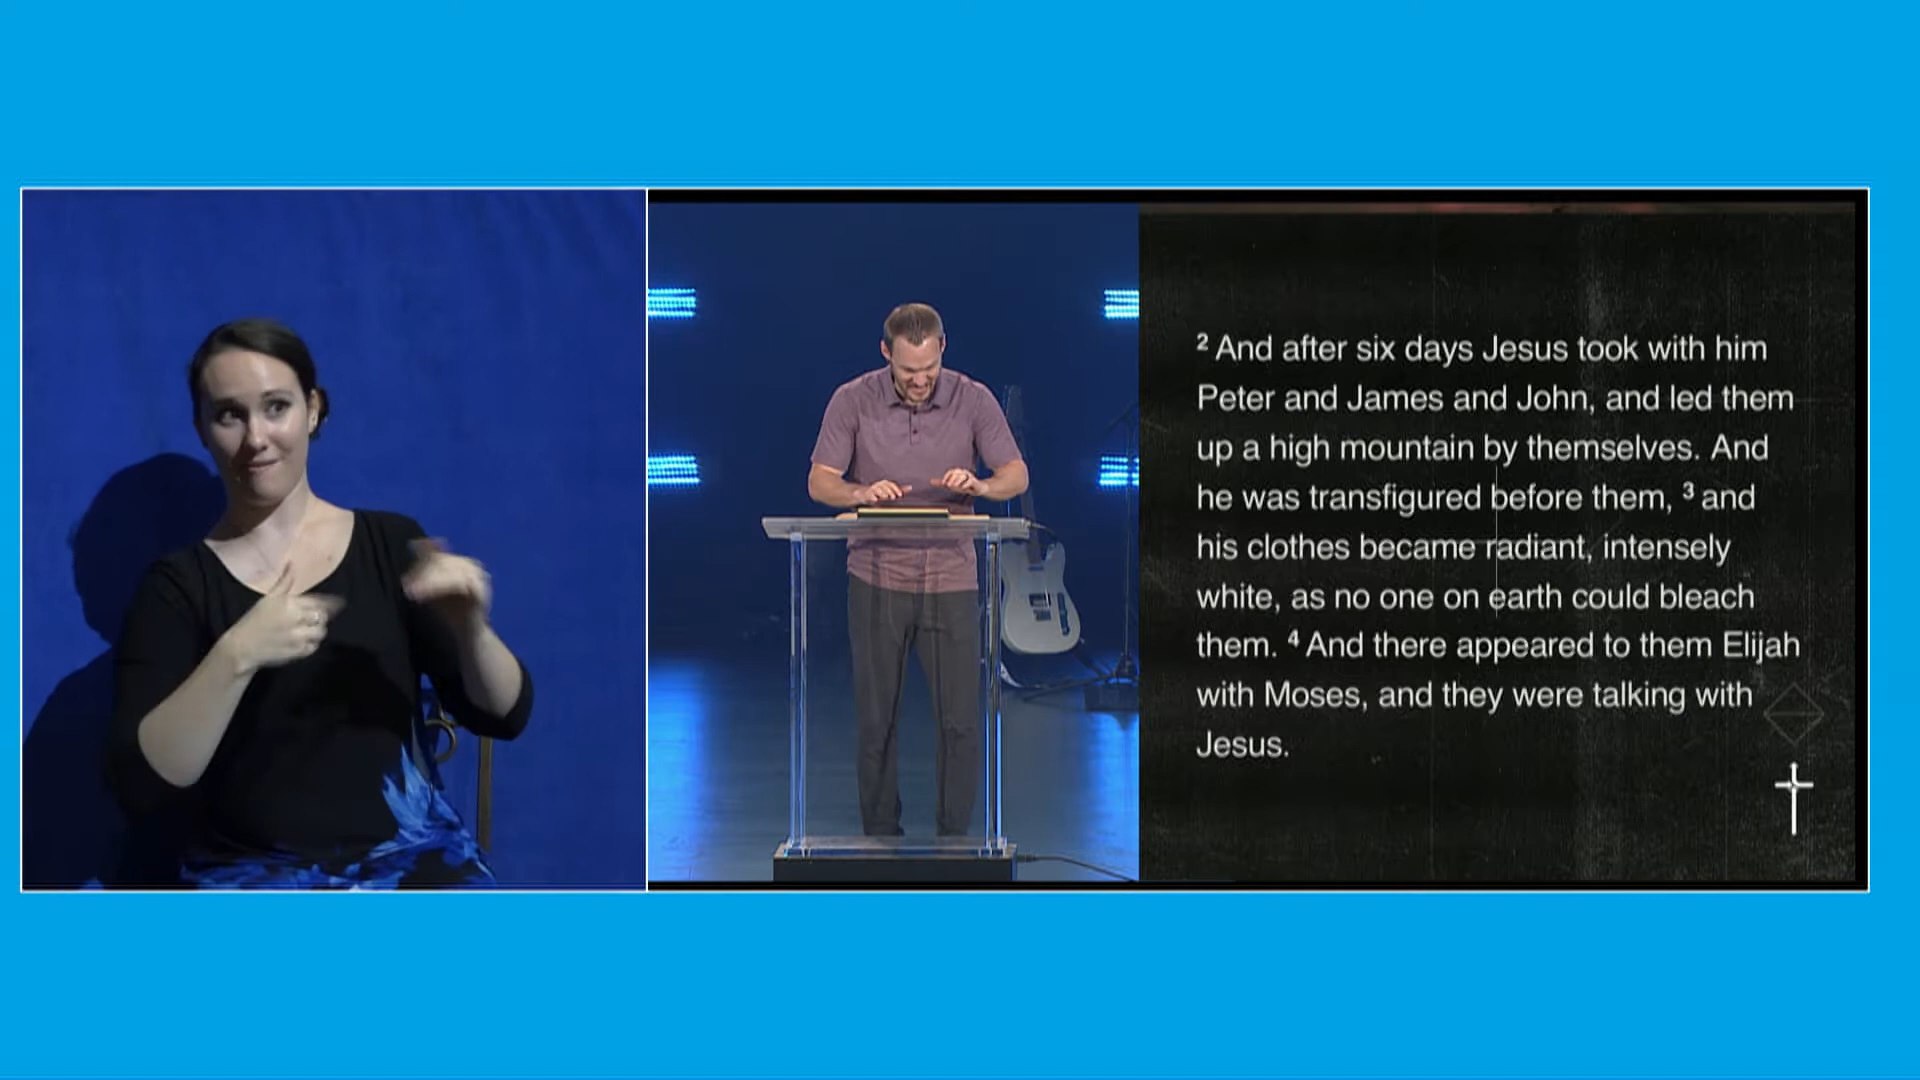 ² And after six days Jesus took with him
Peter and James and John, and led them
up a high mountain by themselves. And
he was transfigured before them, ³ and
his clothes became radiant, intensely
white, as no one on earth could bleach
them. ⁴ And there appeared to them Elijah
with Moses, and they were talking with
Jesus.